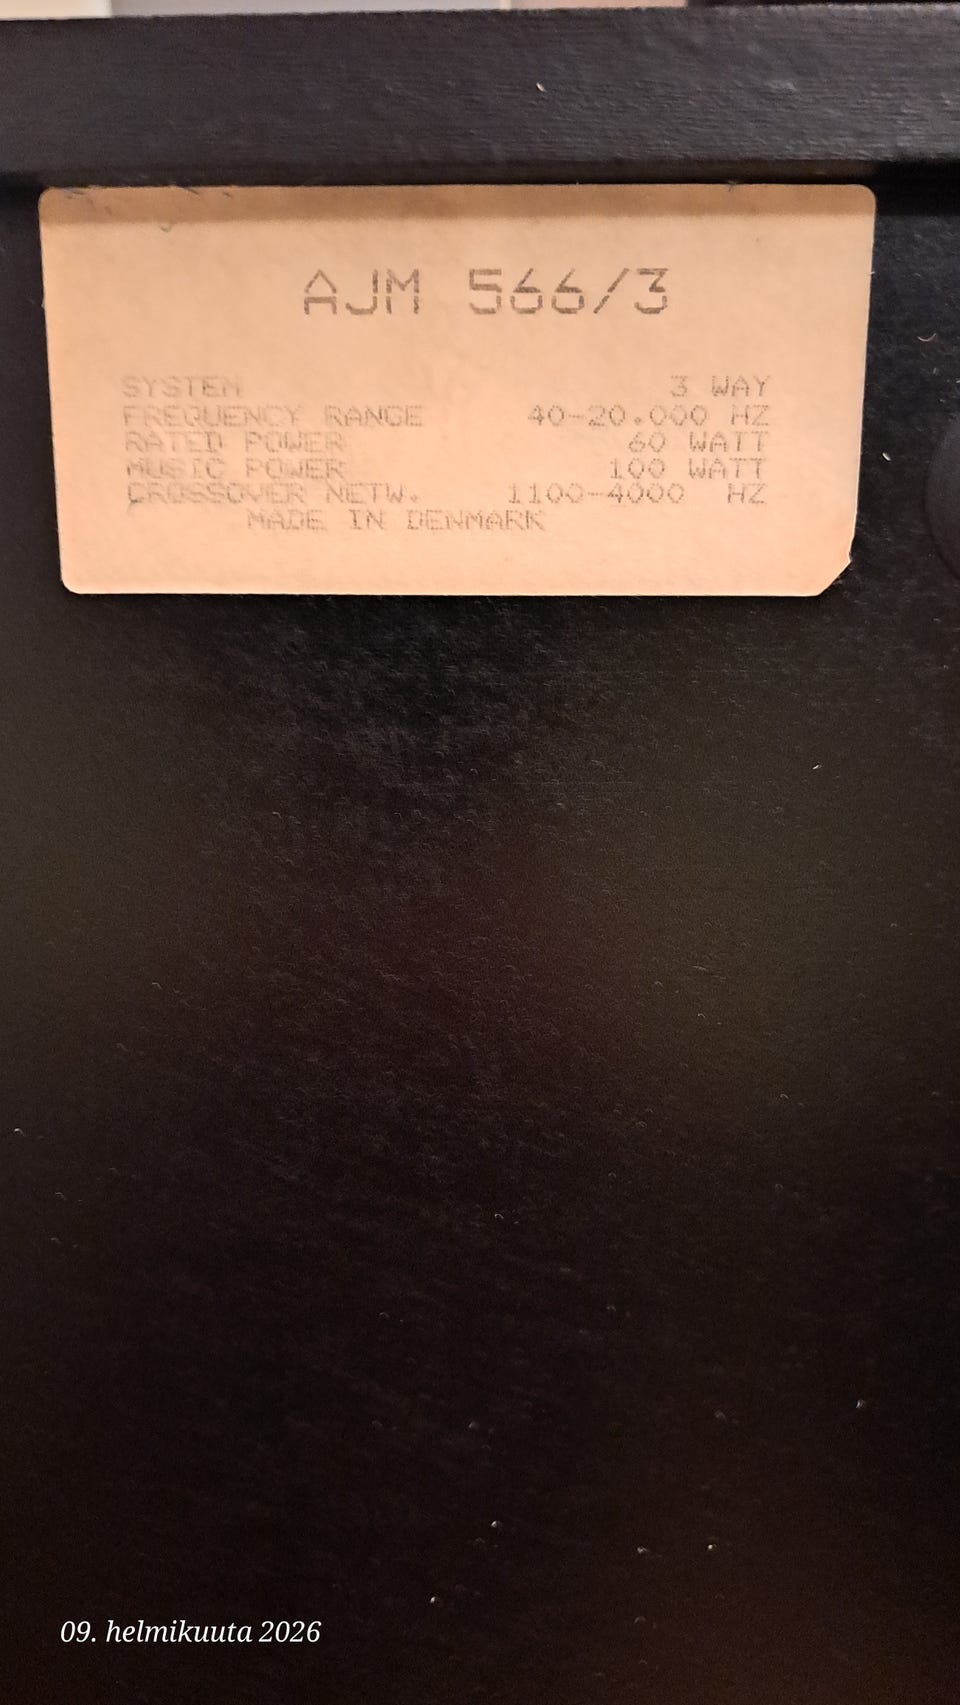 AJM 566/3
SYSTEM 3 WAY
FREQUENCY RANGE 40-20.000 HZ
RATED POWER 60 WATT
MUSIC POWER 100 WATT
CROSSOVER NETW. 1100-4000 HZ
MADE IN DENMARK
09. helmikuuta 2026